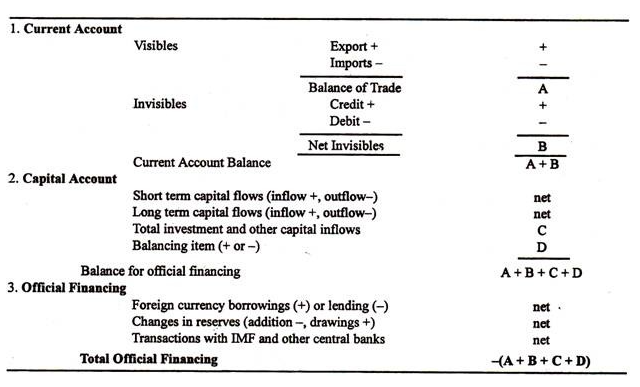 1. Current Account
Visibles Export + +
Imports – –
Balance of Trade A
Invisibles Credit + +
Debit – –
Net Invisibles B
Current Account Balance A + B
2. Capital Account
Short term capital flows (inflow +, outflow–) net
Long term capital flows (inflow +, outflow–) net
Total investment and other capital inflows C
Balancing item (+ or –) D
Balance for official financing A + B + C + D
3. Official Financing
Foreign currency borrowings (+) or lending (–) net
Changes in reserves (addition –, drawings +) net
Transactions with IMF and other central banks net
Total Official Financing –(A + B + C + D)